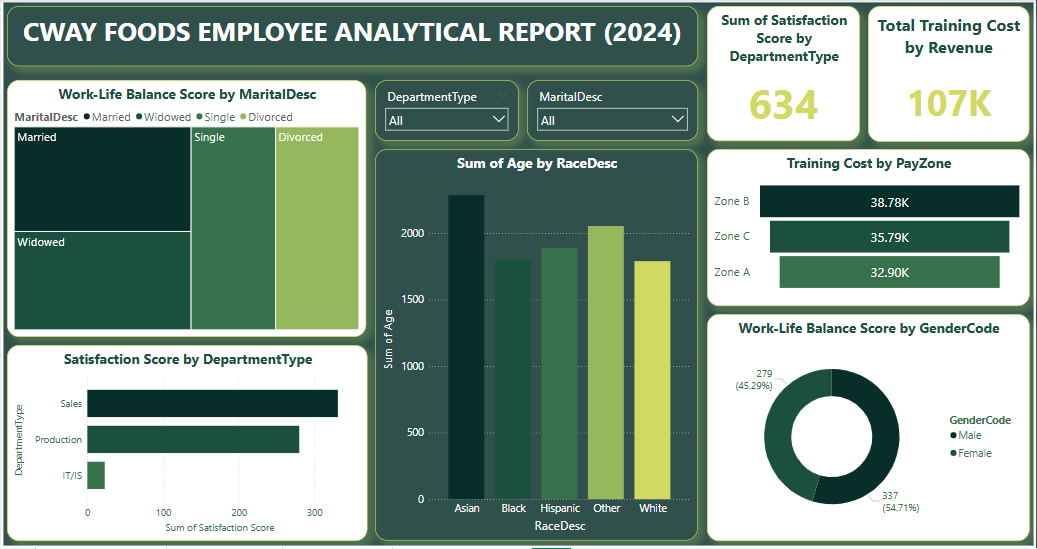 CWAY FOODS EMPLOYEE ANALYTICAL REPORT (2024)
Sum of Satisfaction
Score by
DepartmentType
634
Total Training Cost
by Revenue
107K
Work-Life Balance Score by MaritalDesc
MaritalDesc Married Widowed Single Divorced
Married
Single
Divorced
Widowed
DepartmentType
All
MaritalDesc
All
Sum of Age by RaceDesc
Sum of Age
2000
1500
1000
500
0
Asian Black Hispanic Other White
RaceDesc
Training Cost by PayZone
Zone B 38.78K
Zone C 35.79K
Zone A 32.90K
Satisfaction Score by DepartmentType
DepartmentType
Sales
Production
IT/IS
0 100 200 300
Sum of Satisfaction Score
Work-Life Balance Score by GenderCode
279
(45.29%)
337
(54.71%)
GenderCode
Male
Female